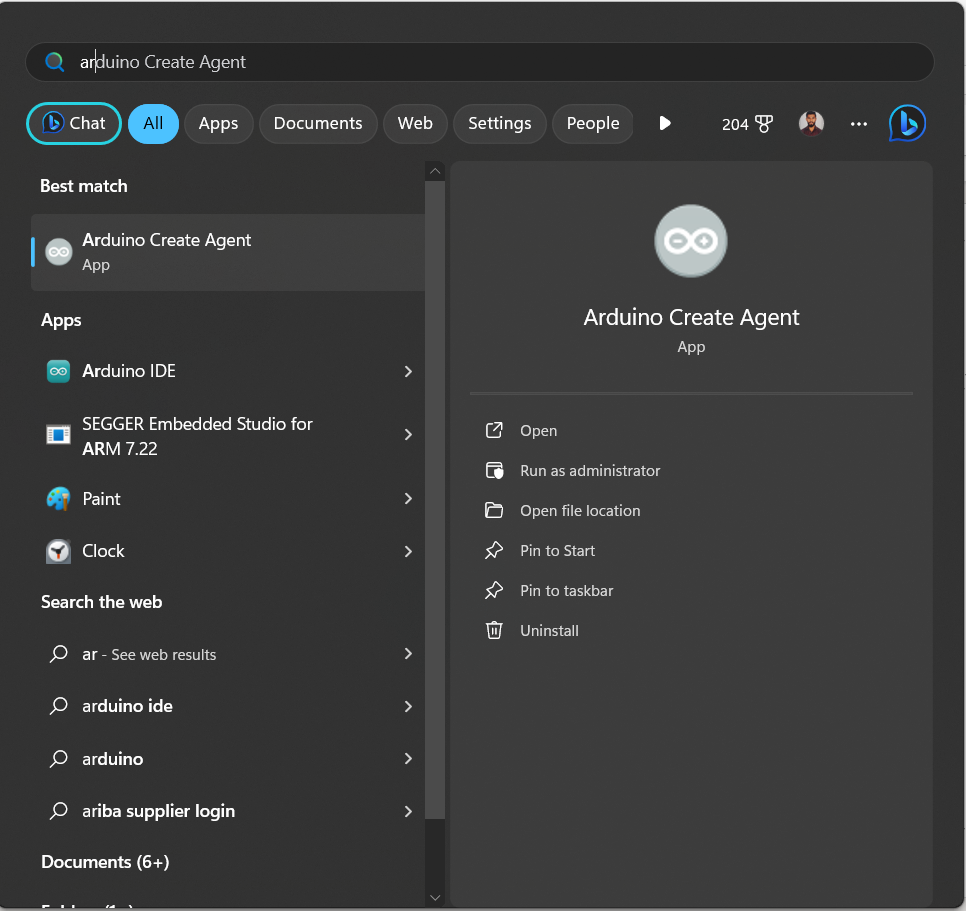 arduino Create Agent
Chat All Apps Documents Web Settings People 204
Best match
Arduino Create Agent
App
Apps
Arduino IDE
SEGGER Embedded Studio for
ARM 7.22
Paint
Clock
Search the web
ar - See web results
arduino ide
arduino
ariba supplier login
Documents (6+)
Arduino Create Agent
App
Open
Run as administrator
Open file location
Pin to Start
Pin to taskbar
Uninstall